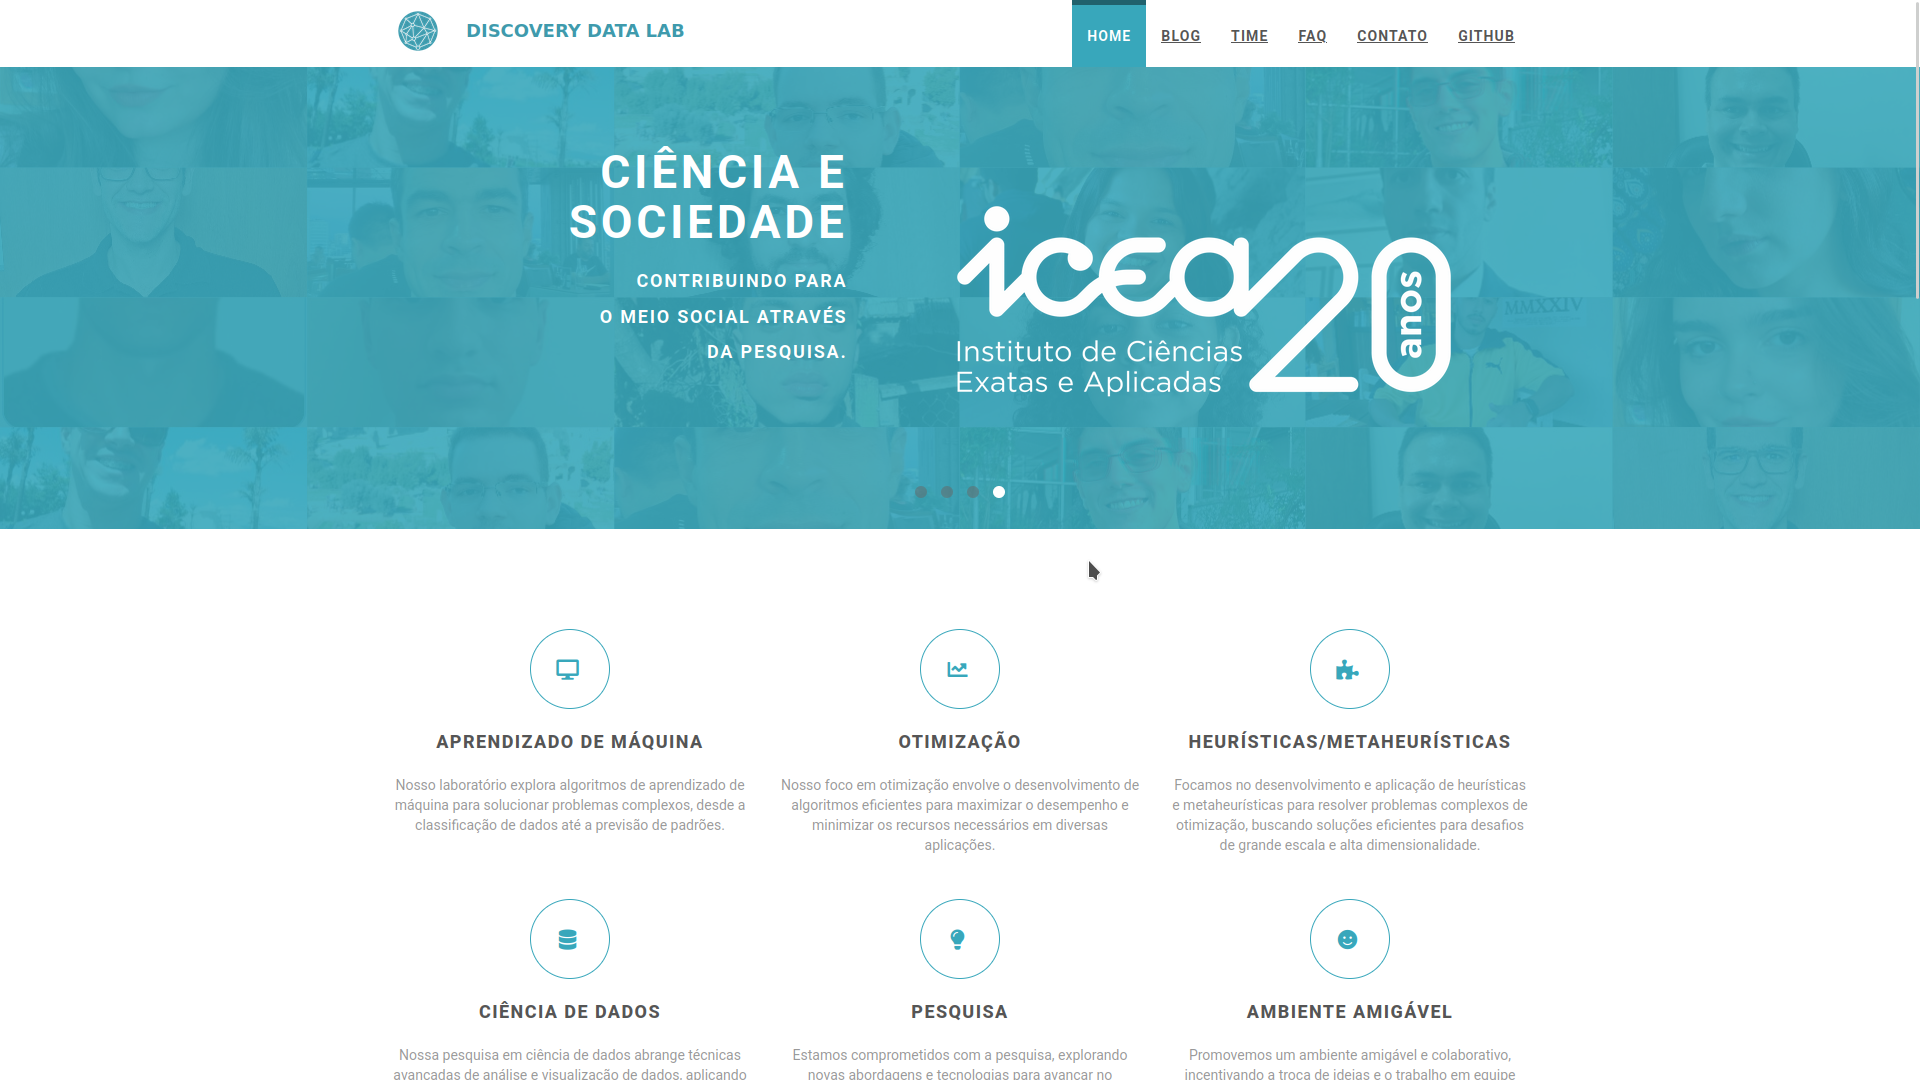 DISCOVERY DATA LAB
HOME BLOG TIME FAQ CONTATO GITHUB
CIÊNCIA E
SOCIEDADE
CONTRIBUINDO PARA
O MEIO SOCIAL ATRAVÉS
DA PESQUISA.
icea 20 anos
Instituto de Ciências
Exatas e Aplicadas
MMXXIV
APRENDIZADO DE MÁQUINA
Nosso laboratório explora algoritmos de aprendizado de
máquina para solucionar problemas complexos, desde a
classificação de dados até a previsão de padrões.
OTIMIZAÇÃO
Nosso foco em otimização envolve o desenvolvimento de
algoritmos eficientes para maximizar o desempenho e
minimizar os recursos necessários em diversas
aplicações.
HEURÍSTICAS/METAHEURÍSTICAS
Focamos no desenvolvimento e aplicação de heurísticas
e metaheurísticas para resolver problemas complexos de
otimização, buscando soluções eficientes para desafios
de grande escala e alta dimensionalidade.
CIÊNCIA DE DADOS
Nossa pesquisa em ciência de dados abrange técnicas
avançadas de análise e visualização de dados, aplicando
PESQUISA
Estamos comprometidos com a pesquisa, explorando
novas abordagens e tecnologias para avançar no
AMBIENTE AMIGÁVEL
Promovemos um ambiente amigável e colaborativo,
incentivando a troca de ideias e o trabalho em equipe